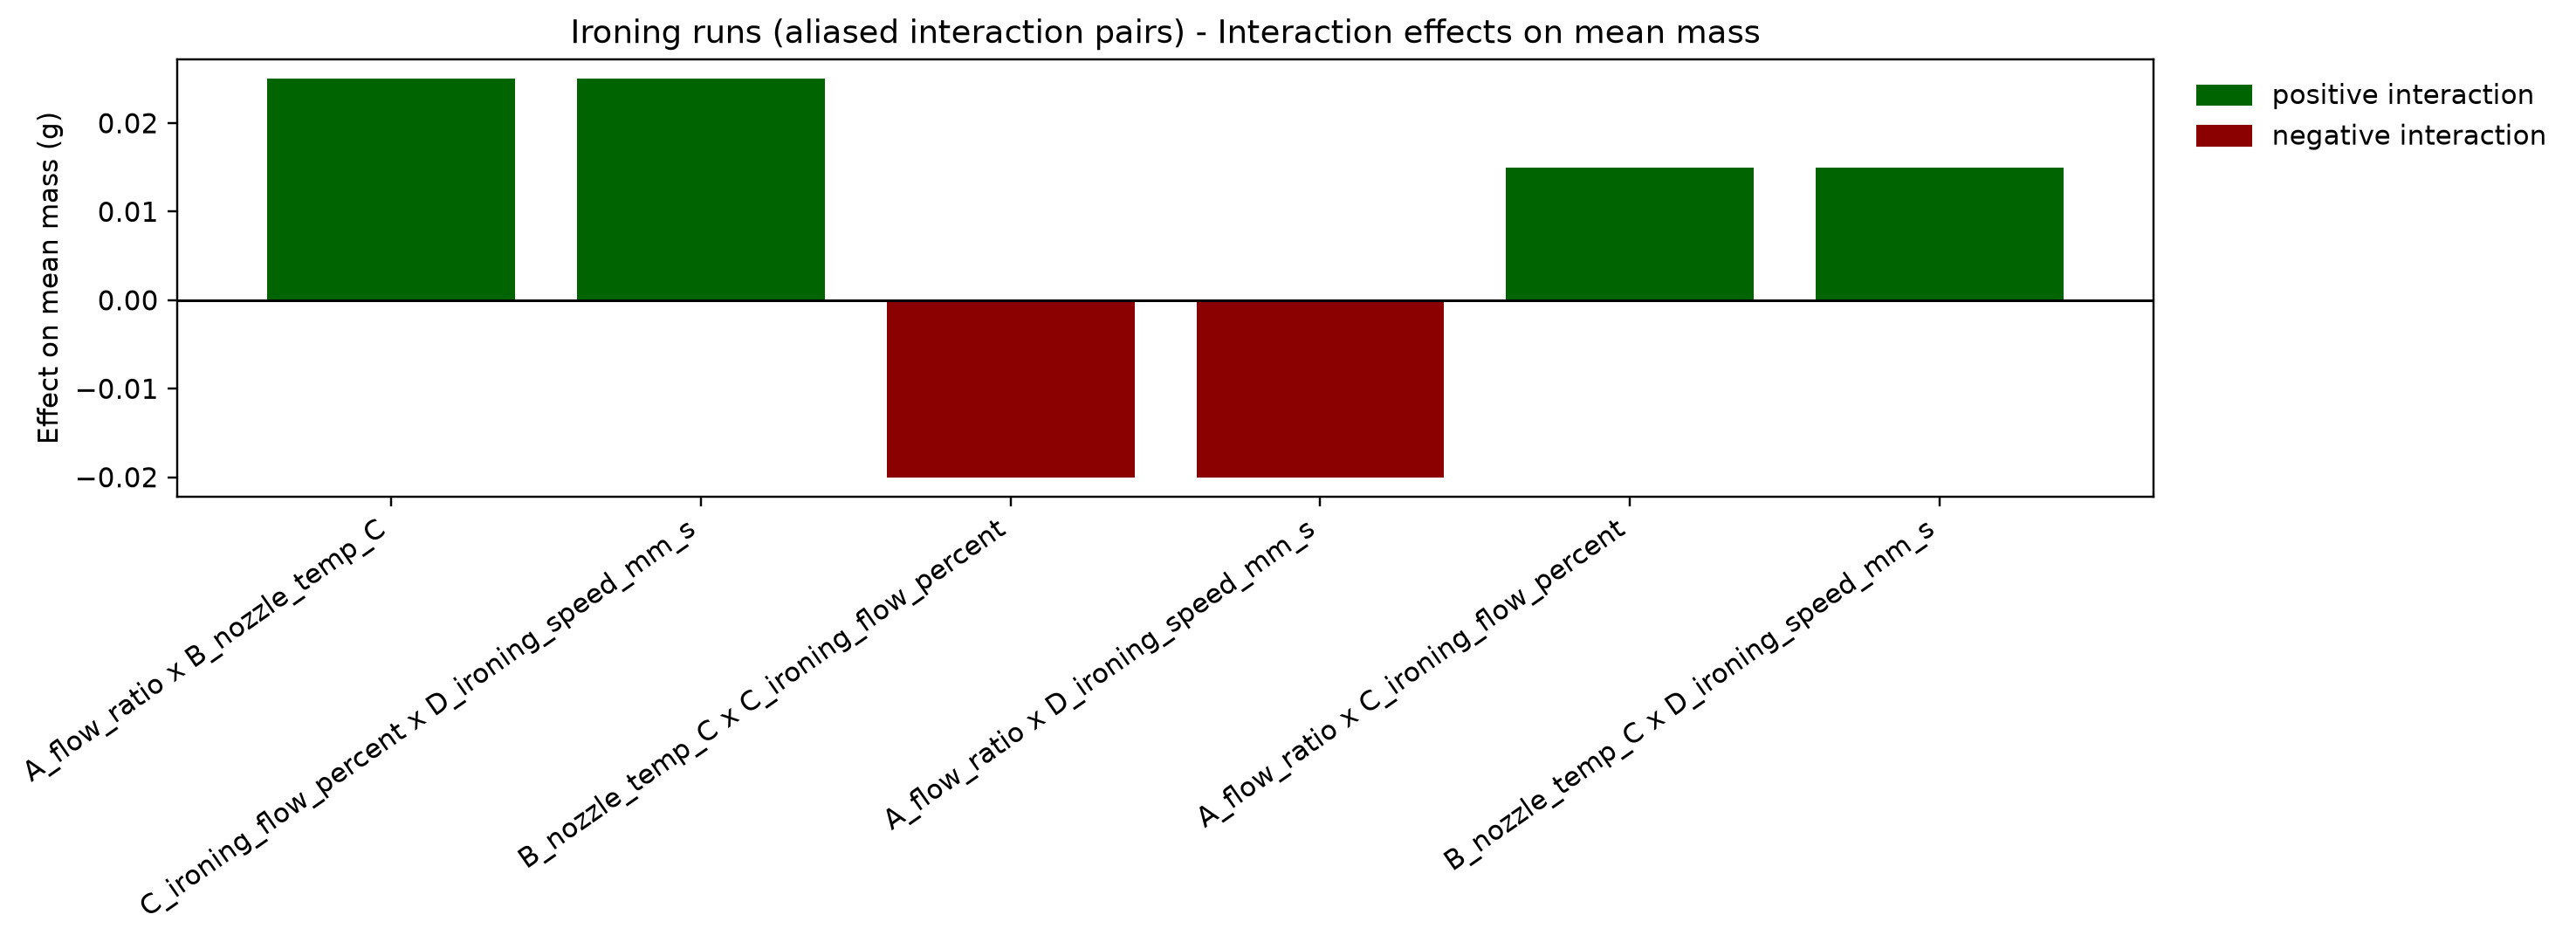 Ironing runs (aliased interaction pairs) - Interaction effects on mean mass
positive interaction
negative interaction
Effect on mean mass (g)
0.02
0.01
0.00
−0.01
−0.02
A_flow_ratio x B_nozzle_temp_C
C_ironing_flow_percent x D_ironing_speed_mm_s
B_nozzle_temp_C x C_ironing_flow_percent
A_flow_ratio x D_ironing_speed_mm_s
A_flow_ratio x C_ironing_flow_percent
B_nozzle_temp_C x D_ironing_speed_mm_s